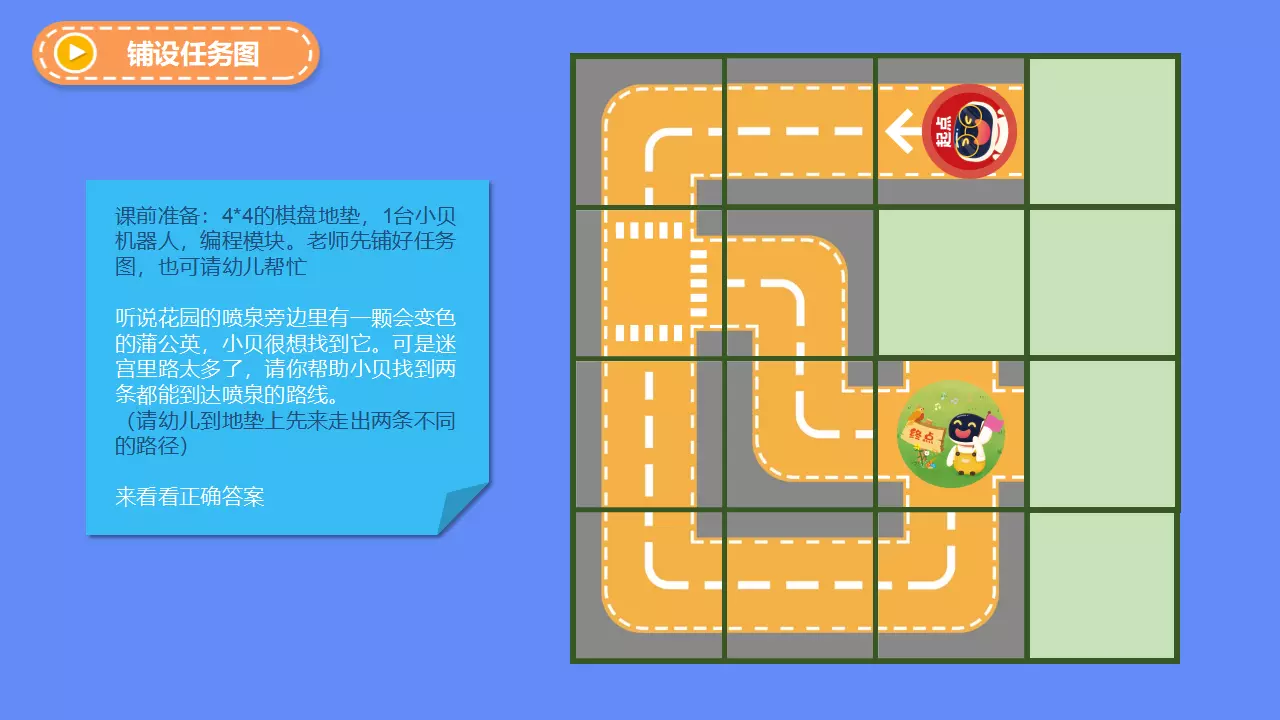 铺设任务图
课前准备：4*4的棋盘地垫，1台小贝
机器人，编程模块。老师先铺好任务
图，也可请幼儿帮忙
听说花园的喷泉旁边里有一颗会变色
的蒲公英，小贝很想找到它。可是迷
宫里路太多了，请你帮助小贝找到两
条都能到达喷泉的路线。
（请幼儿到地垫上先来走出两条不同
的路径）
来看看正确答案
起点
终点